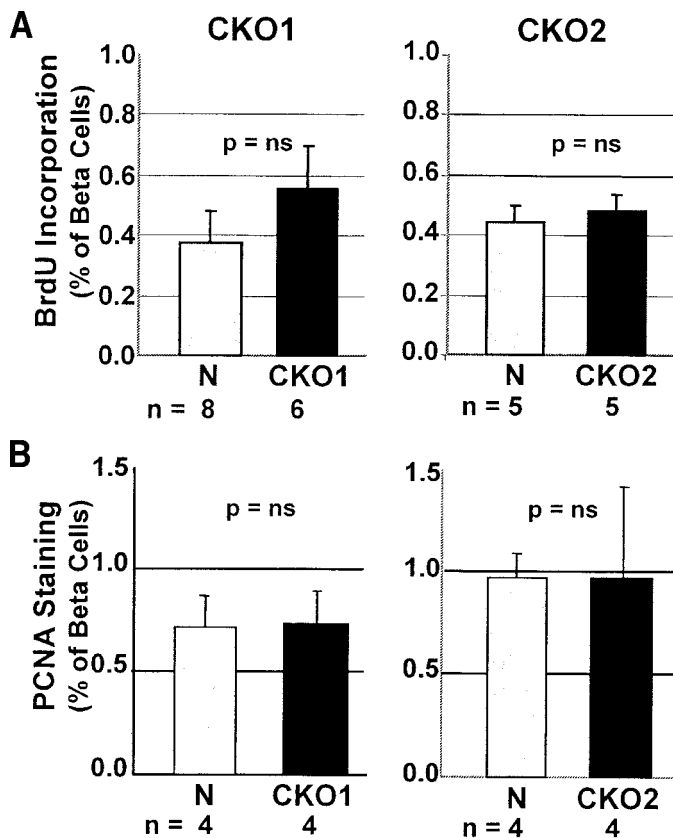 A
CKO1
CKO2
BrdU Incorporation
(% of Beta Cells)
1.0
0.8
0.6
0.4
0.2
0.0
p = ns
N CKO1
n = 8 6
1.0
0.8
0.6
0.4
0.2
0.0
p = ns
N CKO2
n = 5 5
B
PCNA Staining
(% of Beta Cells)
1.5
1.0
0.5
0.0
p = ns
N CKO1
n = 4 4
1.5
1.0
0.5
0.0
p = ns
N CKO2
n = 4 4